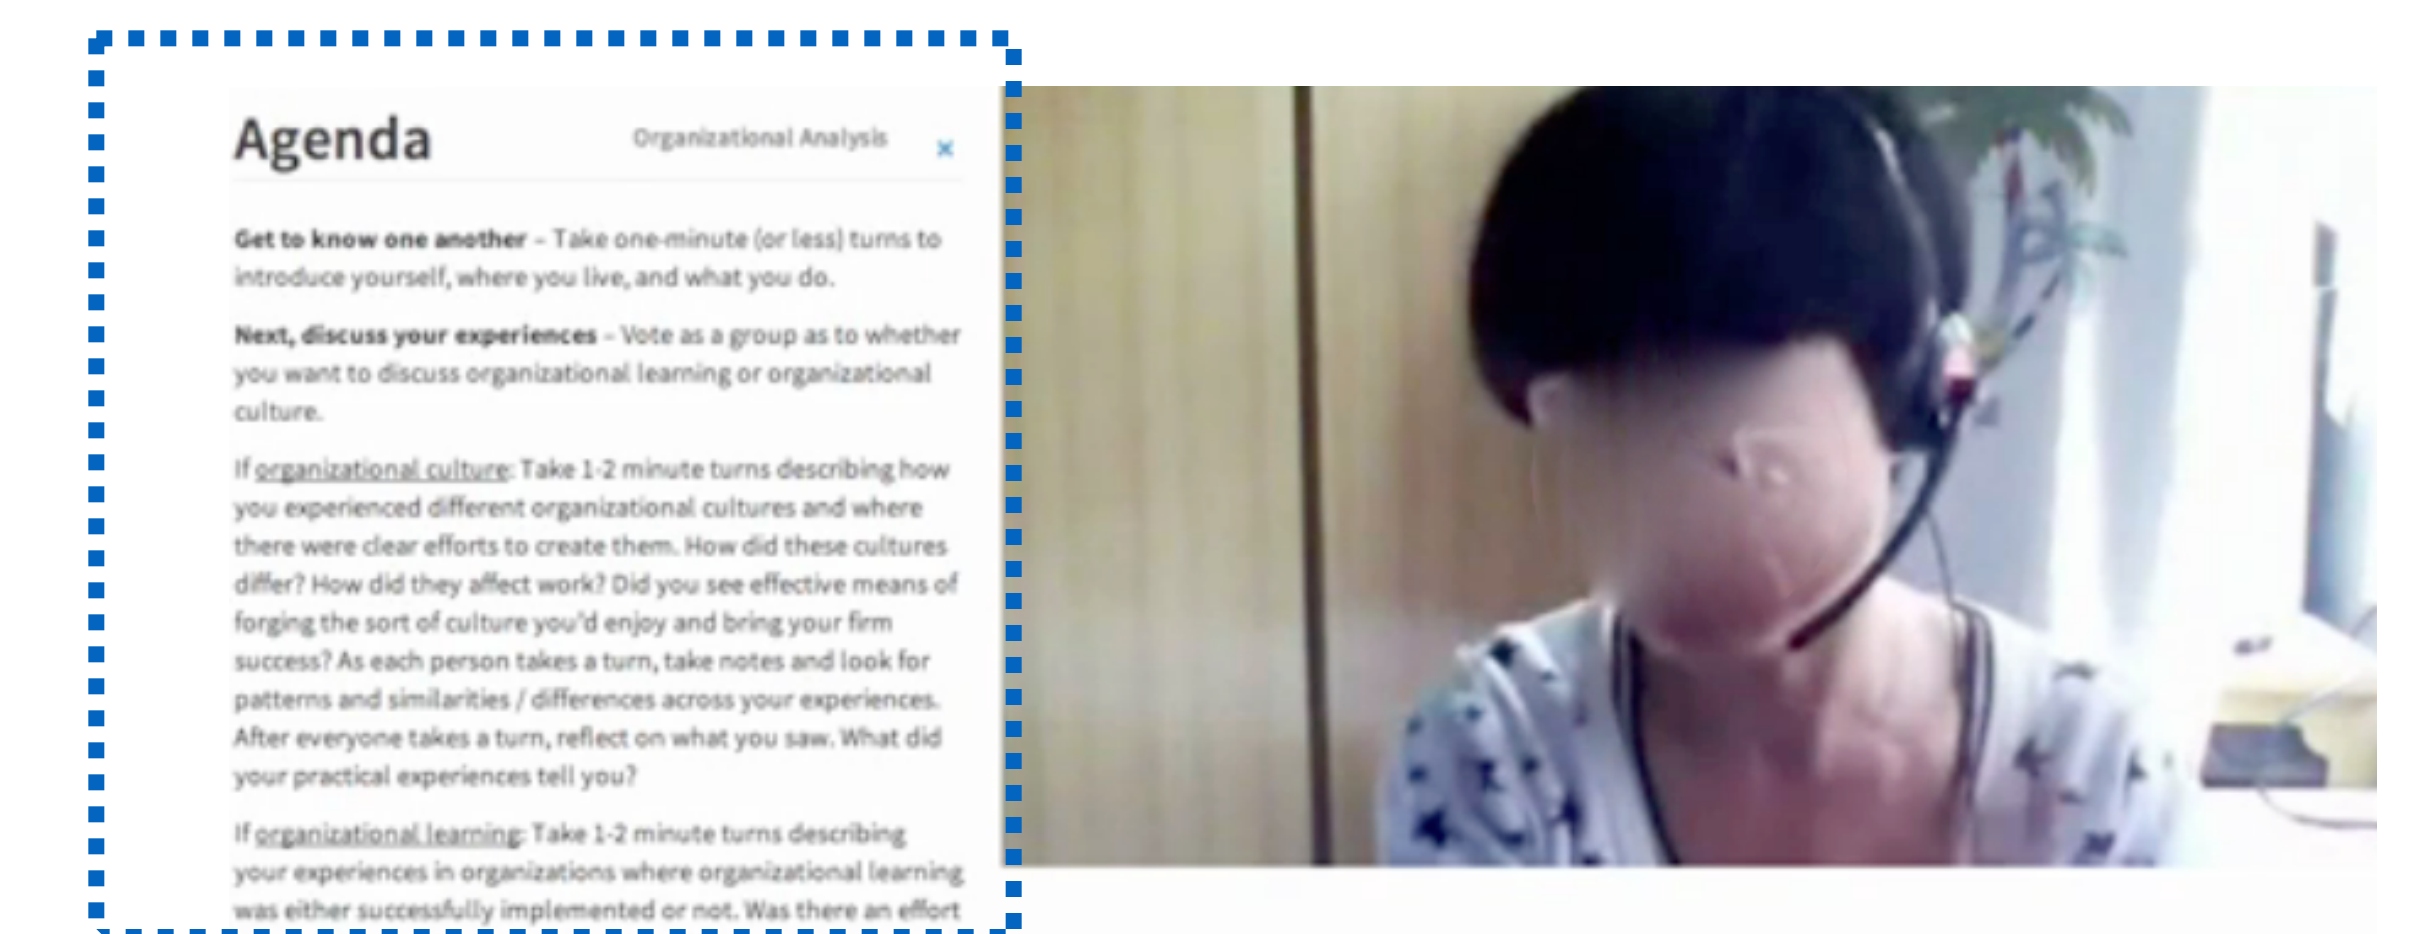 Agenda
Organizational Analysis ×
Get to know one another – Take one-minute (or less) turns to
introduce yourself, where you live, and what you do.
Next, discuss your experiences – Vote as a group as to whether
you want to discuss organizational learning or organizational
culture.
If organizational culture: Take 1-2 minute turns describing how
you experienced different organizational cultures and where
there were clear efforts to create them. How did these cultures
differ? How did they affect work? Did you see effective means of
forging the sort of culture you'd enjoy and bring your firm
success? As each person takes a turn, take notes and look for
patterns and similarities / differences across your experiences.
After everyone takes a turn, reflect on what you saw. What did
your practical experiences tell you?
If organizational learning: Take 1-2 minute turns describing
your experiences in organizations where organizational learning
was either successfully implemented or not. Was there an effort